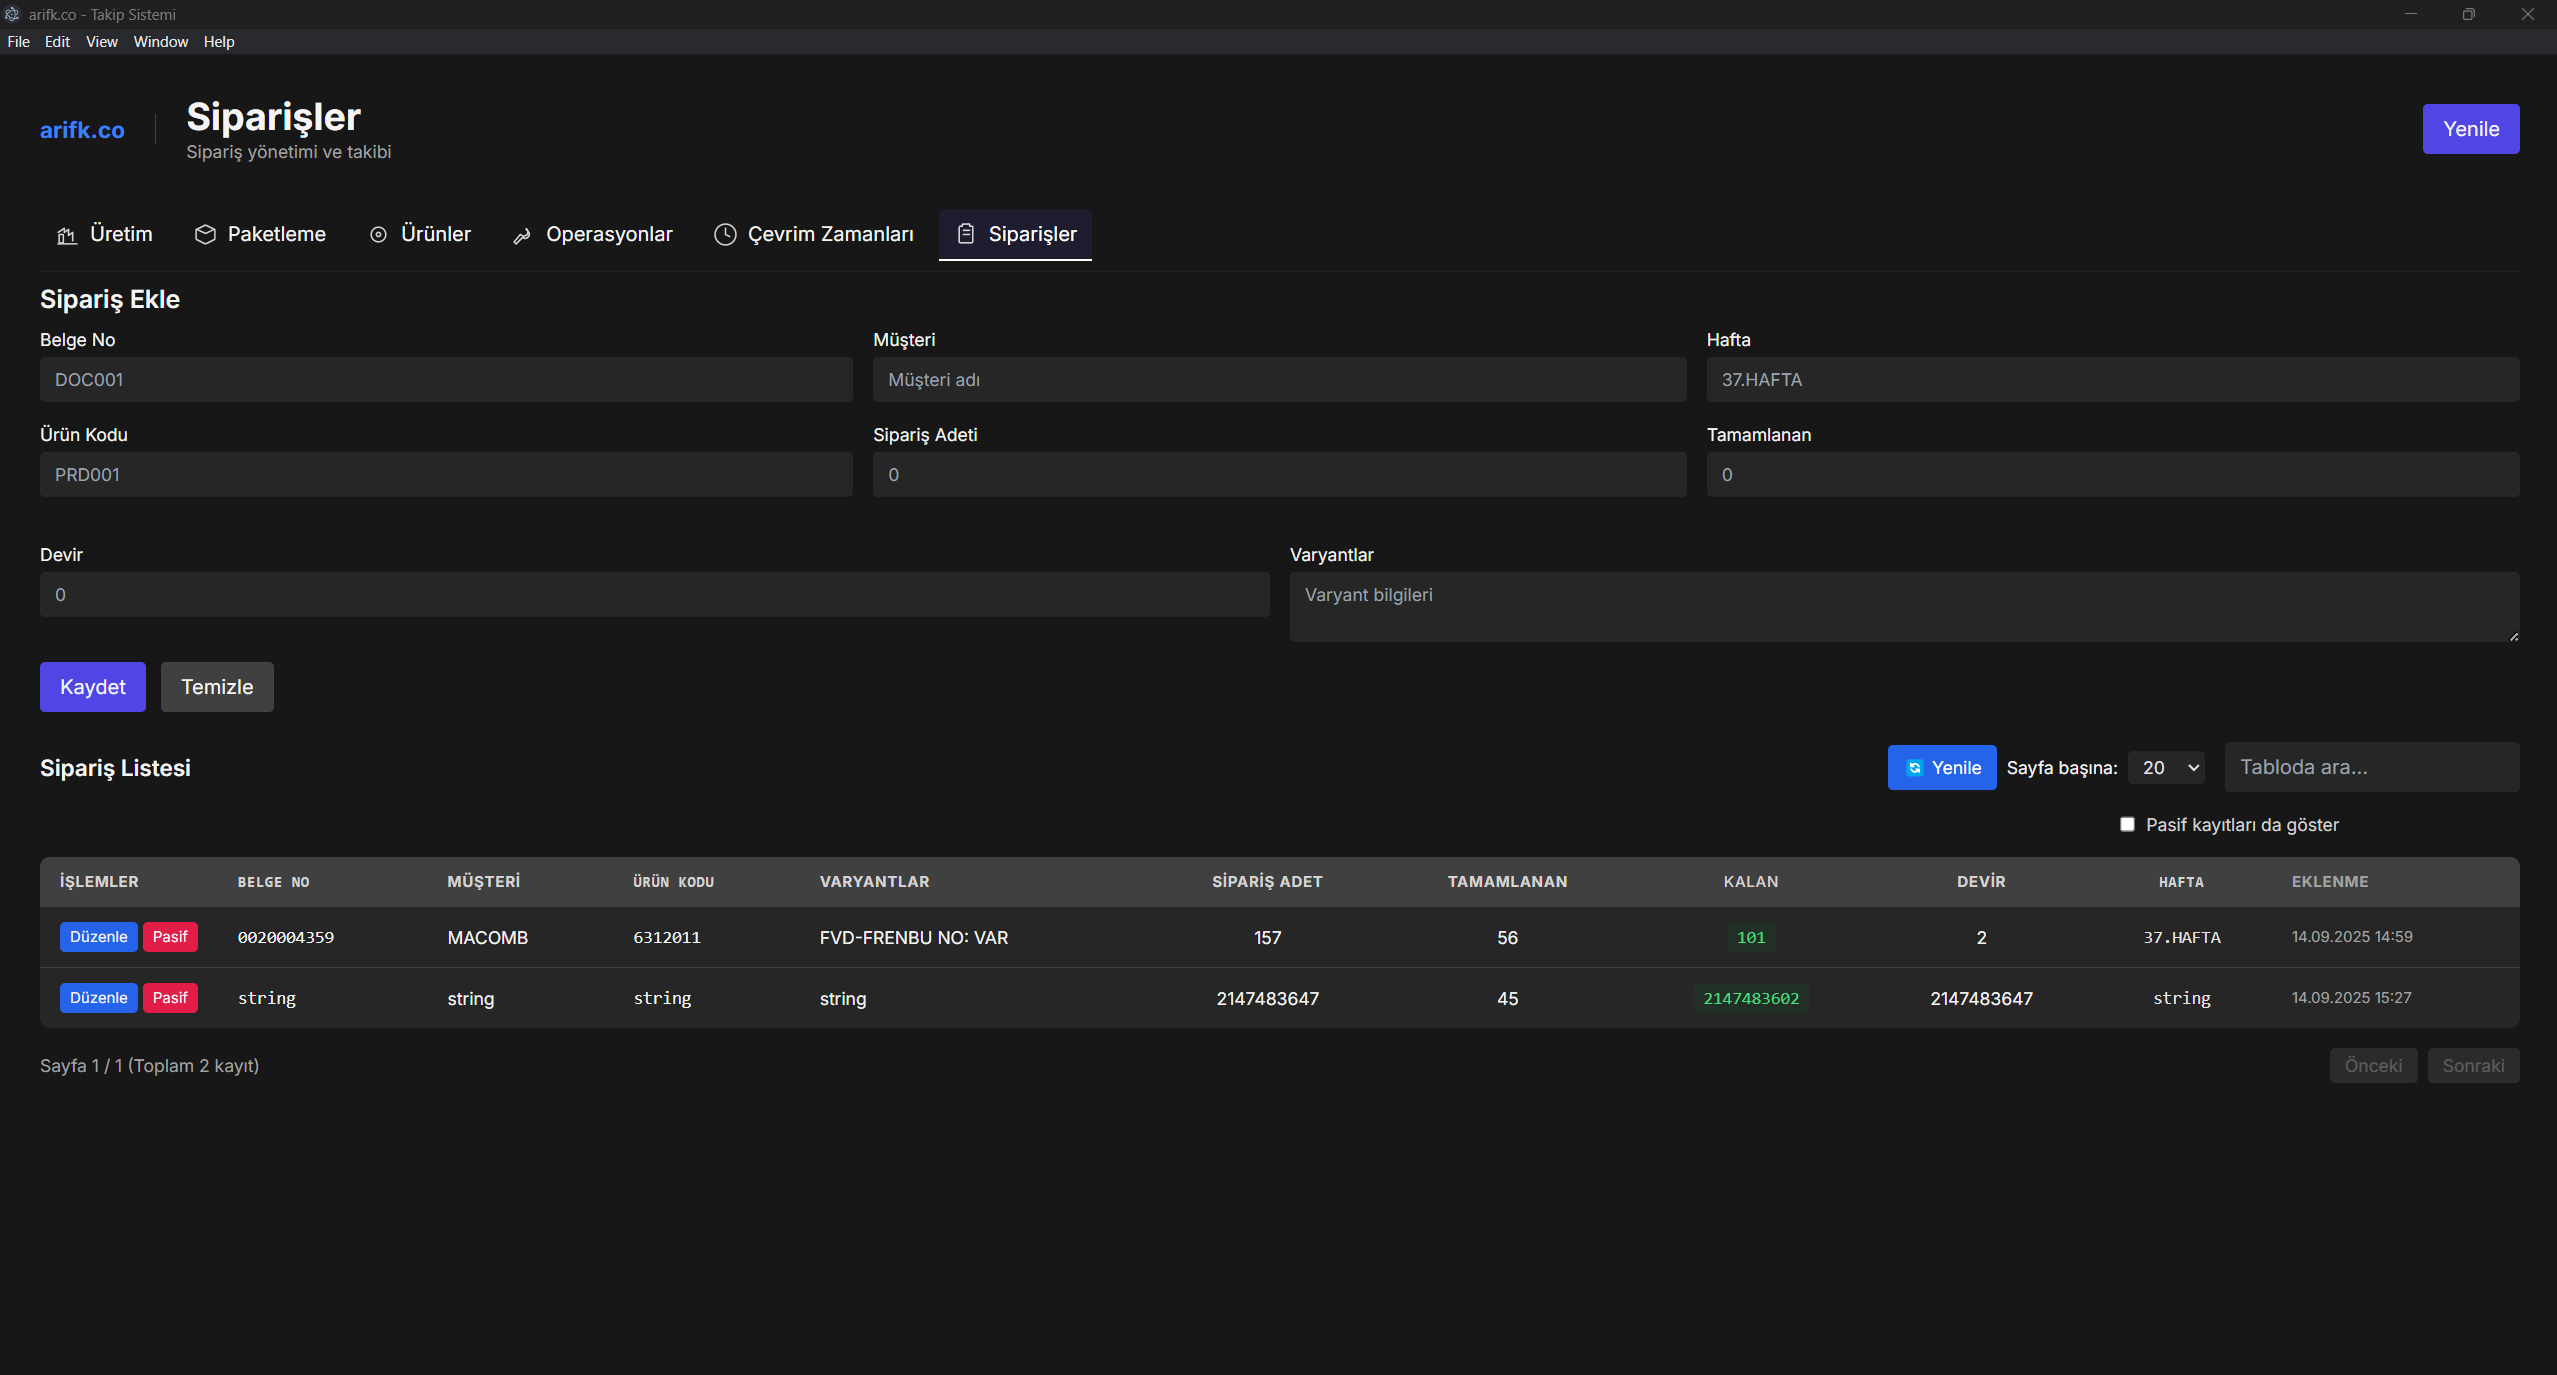 arifk.co - Takip Sistemi
File Edit View Window Help
arifk.co
Siparişler
Sipariş yönetimi ve takibi
Yenile
Üretim Paketleme Ürünler Operasyonlar Çevrim Zamanları Siparişler
Sipariş Ekle
Belge No Müşteri Hafta
DOC001 Müşteri adı 37.HAFTA
Ürün Kodu Sipariş Adeti Tamamlanan
PRD001 0 0
Devir Varyantlar
0 Varyant bilgileri
Kaydet Temizle
Sipariş Listesi Yenile Sayfa başına: 20 Tabloda ara...
Pasif kayıtları da göster
İŞLEMLER BELGE NO MÜŞTERİ ÜRÜN KODU VARYANTLAR SİPARİŞ ADET TAMAMLANAN KALAN DEVİR HAFTA EKLENME
Düzenle Pasif 0020004359 MACOMB 6312011 FVD-FRENBU NO: VAR 157 56 101 2 37.HAFTA 14.09.2025 14:59
Düzenle Pasif string string string string 2147483647 45 2147483602 2147483647 string 14.09.2025 15:27
Sayfa 1 / 1 (Toplam 2 kayıt) Önceki Sonraki